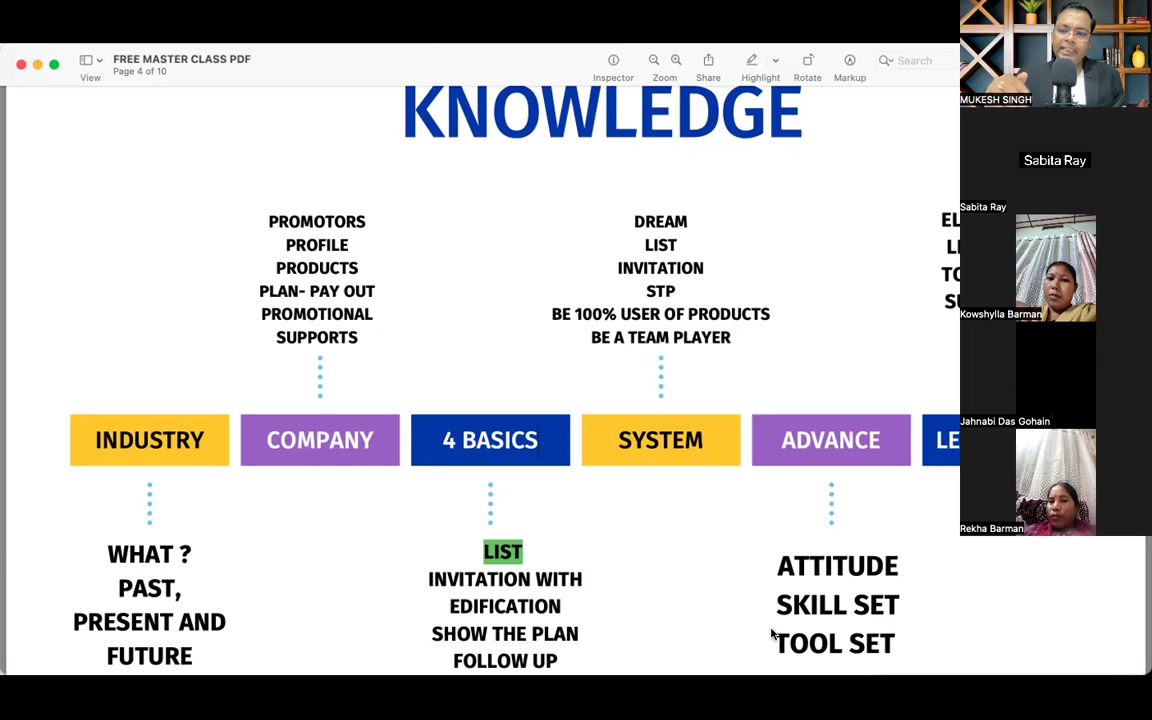 FREE MASTER CLASS PDF
Page 4 of 10
View
Inspector
Zoom
Share
Highlight
Rotate
Markup
Search
KNOWLEDGE
PROMOTORS
PROFILE
PRODUCTS
PLAN- PAY OUT
PROMOTIONAL
SUPPORTS
DREAM
LIST
INVITATION
STP
BE 100% USER OF PRODUCTS
BE A TEAM PLAYER
INDUSTRY
COMPANY
4 BASICS
SYSTEM
ADVANCE
WHAT ?
PAST,
PRESENT AND
FUTURE
LIST
INVITATION WITH
EDIFICATION
SHOW THE PLAN
FOLLOW UP
ATTITUDE
SKILL SET
TOOL SET
MUKESH SINGH
Sabita Ray
Sabita Ray
Kowshylla Barman
Jahnabi Das Gohain
Rekha Barman